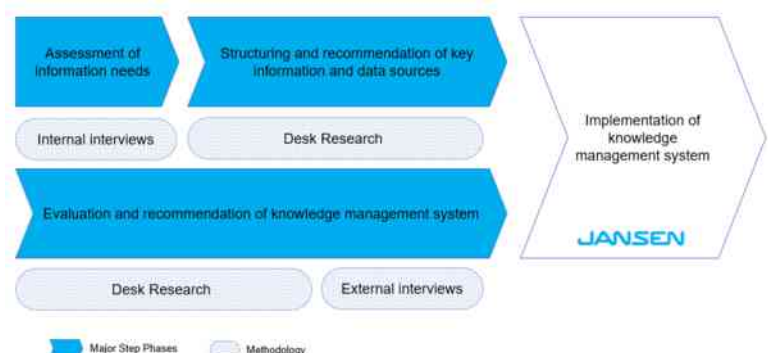 Assessment of
information needs
Structuring and recommendation of key
information and data sources
Internal interviews
Desk Research
Implementation of
knowledge
management system
Evaluation and recommendation of knowledge management system
JANSEN
Desk Research
External interviews
Major Step Phases
Methodology